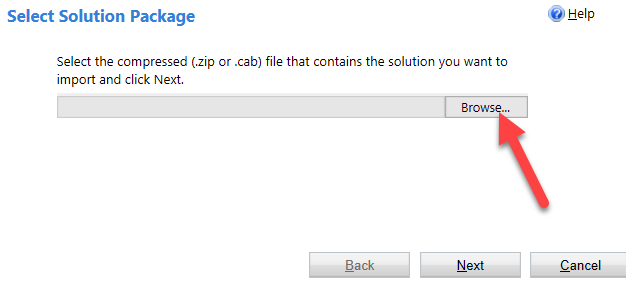 Select Solution Package
Help
Select the compressed (.zip or .cab) file that contains the solution you want to
import and click Next.
Browse...
Back
Next
Cancel